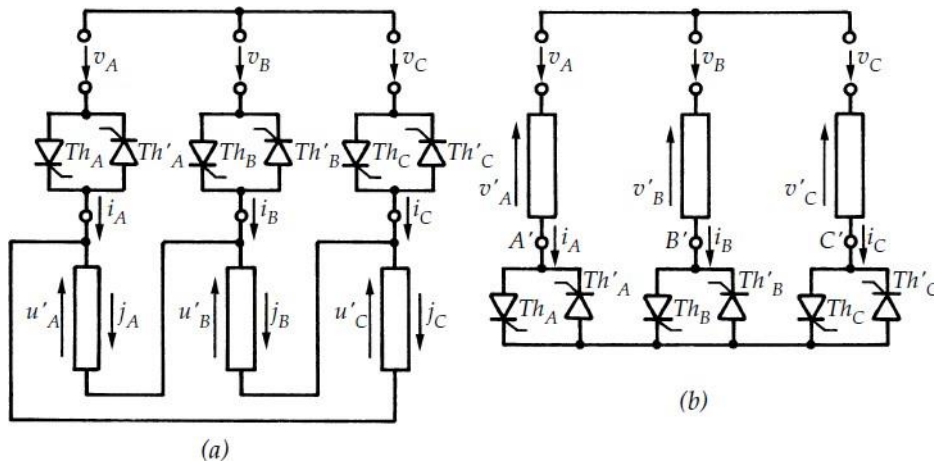 v_A v_B v_C v_A v_B v_C
Th_A Th'_A Th_B Th'_B Th_C Th'_C
v'_A v'_B v'_C
i_A i_B i_C A' i_A B' i_B C' i_C
u'_A j_A u'_B j_B u'_C j_C
Th_A Th'_A Th_B Th'_B Th_C Th'_C
(a) (b)